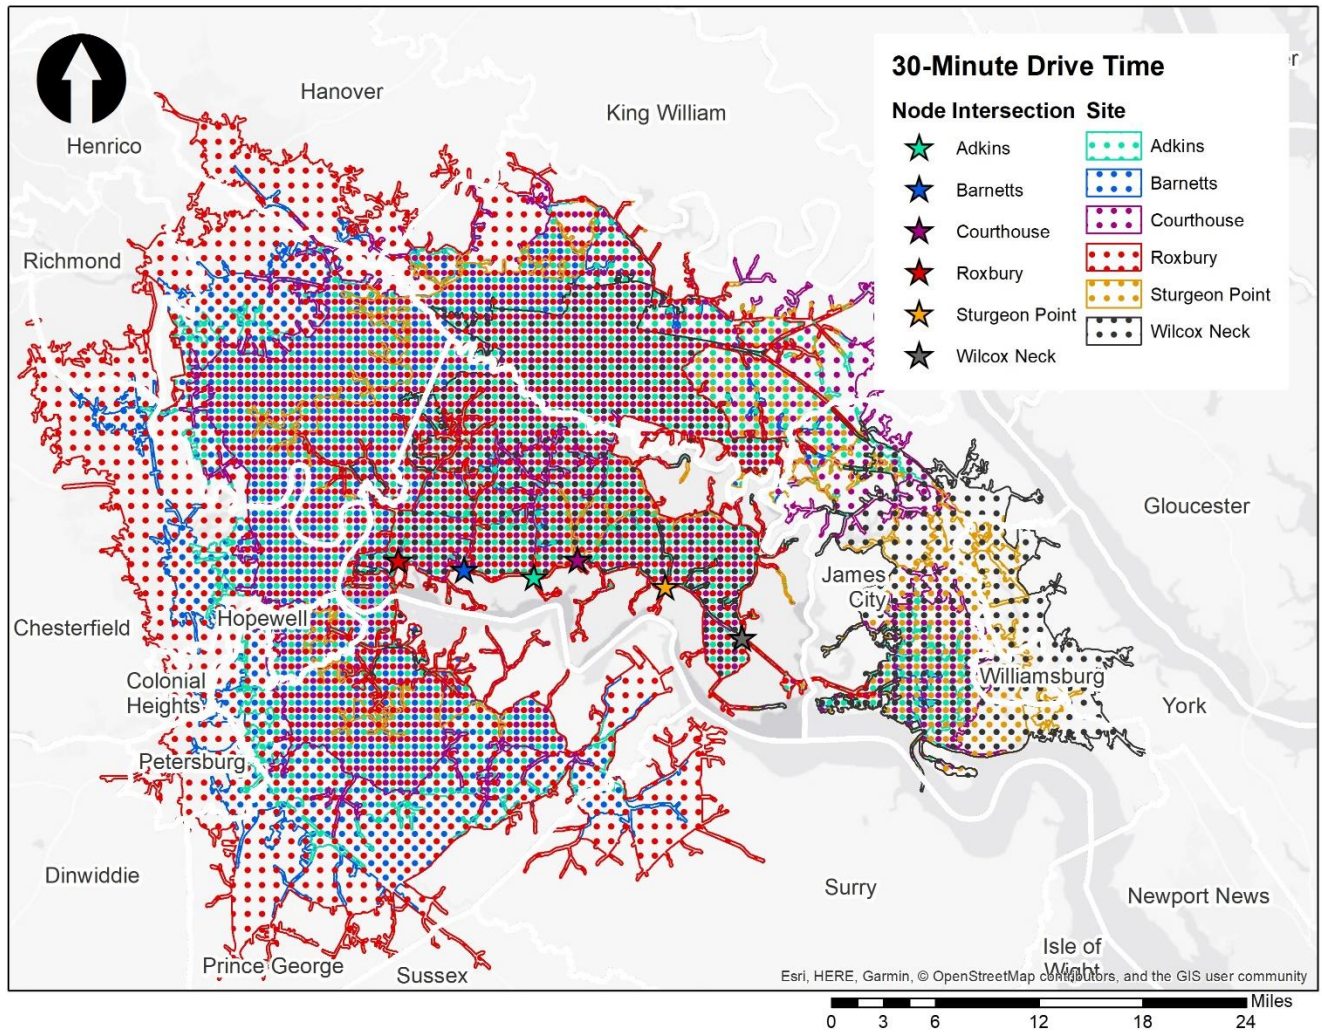 30-Minute Drive Time
Node Intersection Site
Adkins Adkins
Barnetts Barnetts
Courthouse Courthouse
Roxbury Roxbury
Sturgeon Point Sturgeon Point
Wilcox Neck Wilcox Neck
Hanover
King William
Henrico
Richmond
Gloucester
James
City
Hopewell
Chesterfield
Colonial
Heights
Williamsburg
York
Petersburg
Dinwiddie
Surry
Newport News
Isle of
Wight
Prince George
Sussex
Esri, HERE, Garmin, © OpenStreetMap contributors, and the GIS user community
Miles
0 3 6 12 18 24